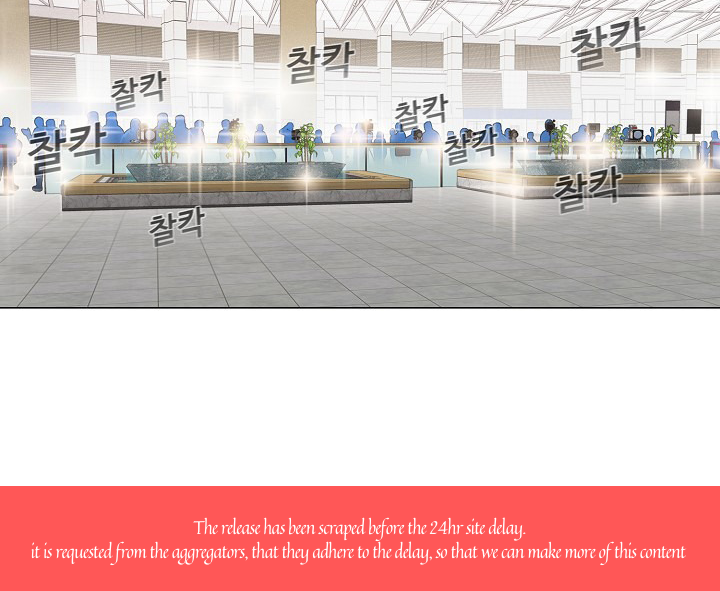 찰칵
찰칵
찰칵
찰칵
찰칵
찰칵
찰칵
찰칵
The release has been scraped before the 24hr site delay.
it is requested from the aggregators, that they adhere to the delay, so that we can make more of this content